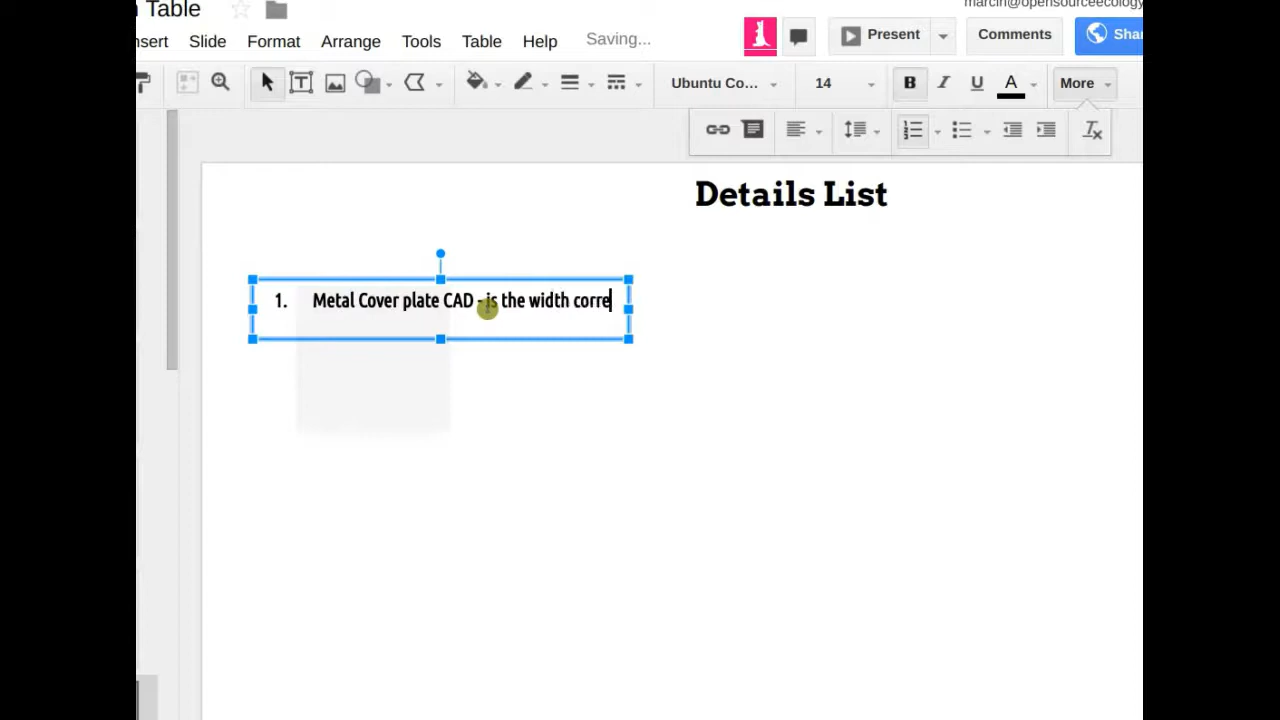 Table
marcin@opensourceecology
nsert Slide Format Arrange Tools Table Help Saving... Present Comments Shar
Ubuntu Co... 14 B I U A More
Details List
1. Metal Cover plate CAD - is the width corre